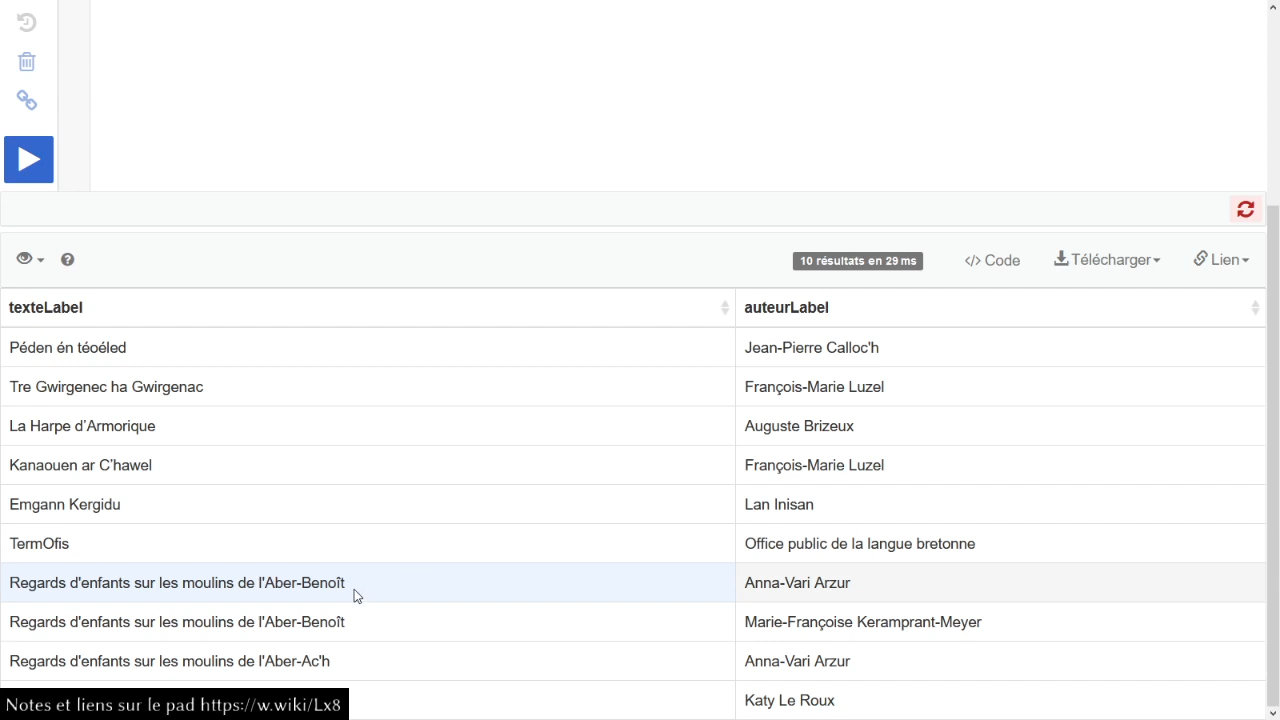 10 résultats en 29 ms </> Code Télécharger Lien
texteLabel auteurLabel
Péden én téoéled Jean-Pierre Calloc'h
Tre Gwirgenec ha Gwirgenac François-Marie Luzel
La Harpe d’Armorique Auguste Brizeux
Kanaouen ar C’hawel François-Marie Luzel
Emgann Kergidu Lan Inisan
TermOfis Office public de la langue bretonne
Regards d'enfants sur les moulins de l'Aber-Benoît Anna-Vari Arzur
Regards d'enfants sur les moulins de l'Aber-Benoît Marie-Françoise Keramprant-Meyer
Regards d'enfants sur les moulins de l'Aber-Ac'h Anna-Vari Arzur
Katy Le Roux
Notes et liens sur le pad https://w.wiki/Lx8